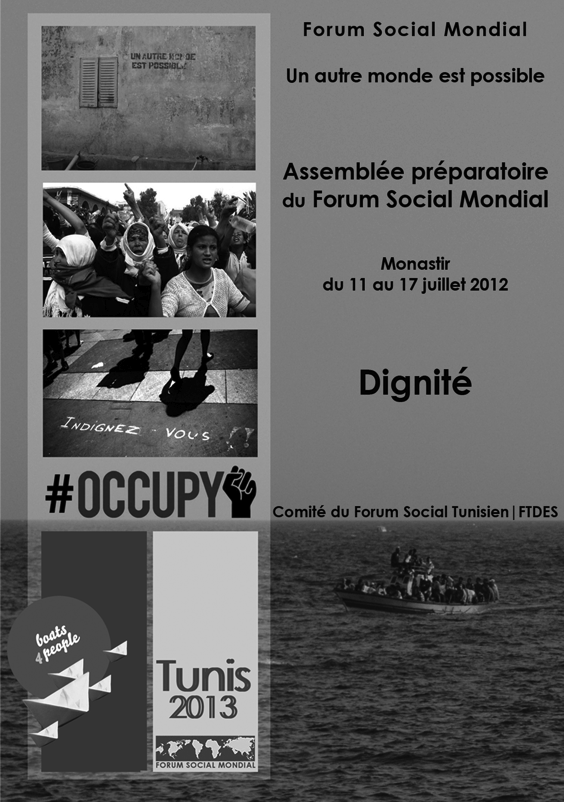 Forum Social Mondial
Un autre monde est possible
Assemblée préparatoire
du Forum Social Mondial
Monastir
du 11 au 17 juillet 2012
Dignité
Comité du Forum Social Tunisien|FTDES
UN AUTRE MONDE
EST POSSIBLE
INDIGNEZ - VOUS !!
#OCCUPY
boats
4 people
Tunis
2013
FORUM SOCIAL MONDIAL